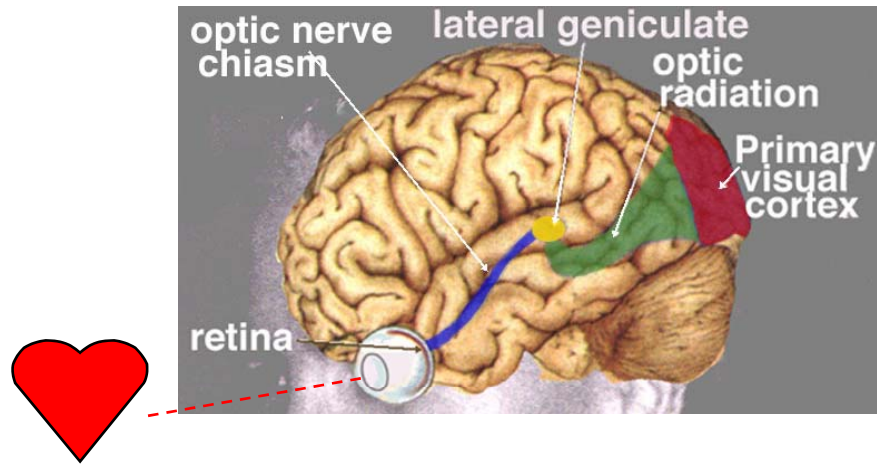 optic nerve
chiasm
lateral geniculate
optic
radiation
Primary
visual
cortex
retina